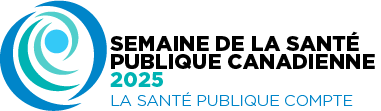 SEMAINE DE LA SANTÉ
PUBLIQUE CANADIENNE
2025
LA SANTÉ PUBLIQUE COMPTE